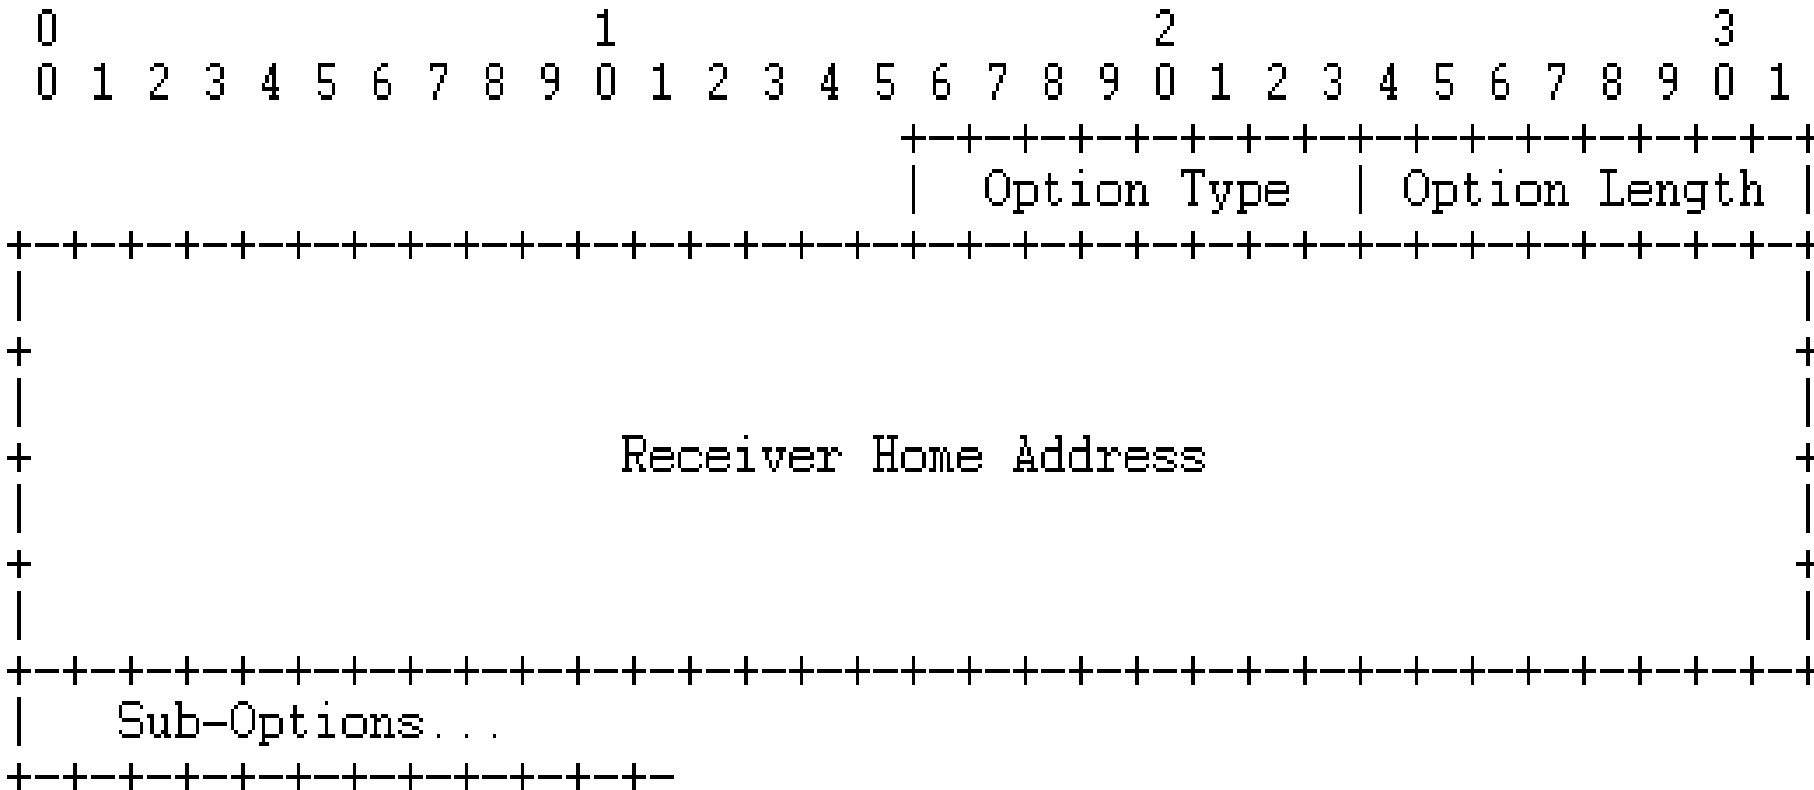 0                   1                   2                   3
 0 1 2 3 4 5 6 7 8 9 0 1 2 3 4 5 6 7 8 9 0 1 2 3 4 5 6 7 8 9 0 1
                                +-+-+-+-+-+-+-+-+-+-+-+-+-+-+-+-+
                                |  Option Type  | Option Length |
+-+-+-+-+-+-+-+-+-+-+-+-+-+-+-+-+-+-+-+-+-+-+-+-+-+-+-+-+-+-+-+-+
|                                                               |
+                                                               +
|                                                               |
+                     Receiver Home Address                     +
|                                                               |
+                                                               +
|                                                               |
+-+-+-+-+-+-+-+-+-+-+-+-+-+-+-+-+-+-+-+-+-+-+-+-+-+-+-+-+-+-+-+-+
|   Sub-Options...
+-+-+-+-+-+-+-+-+-+-+-+-